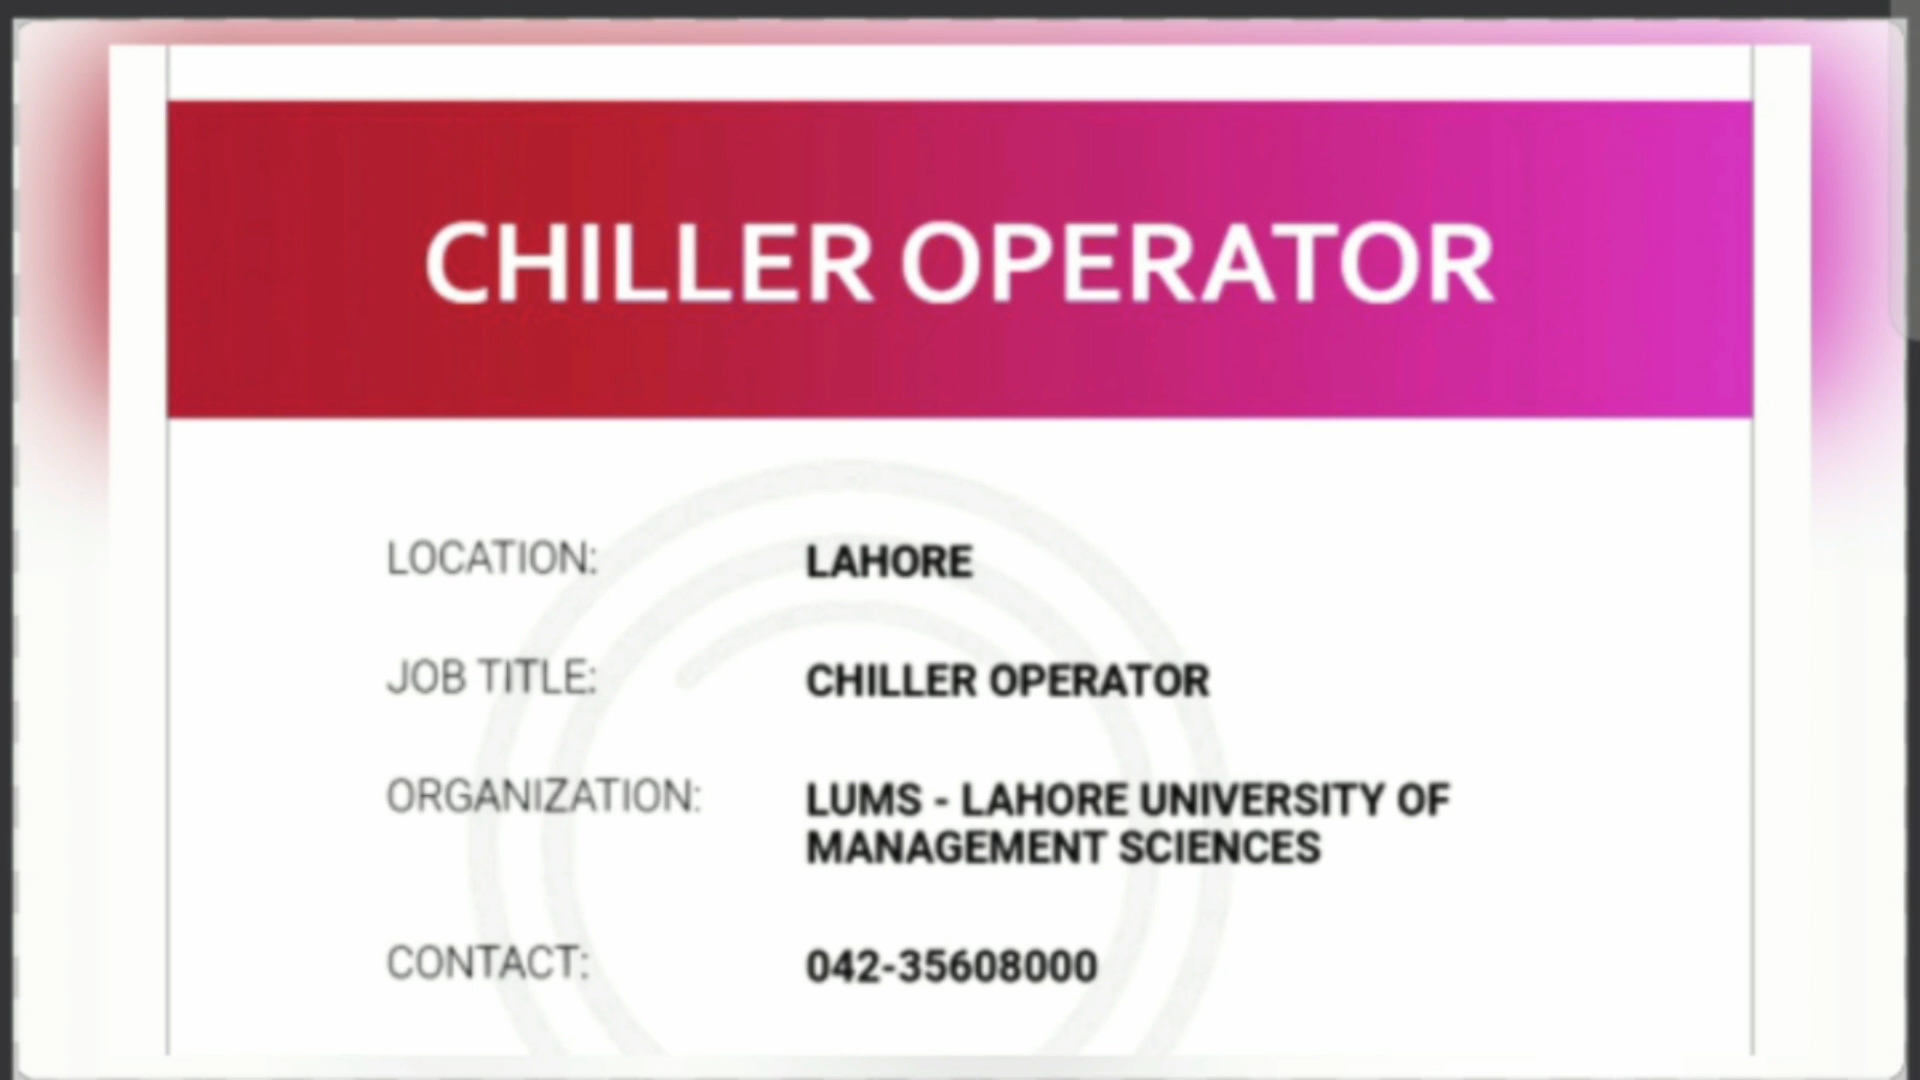 CHILLER OPERATOR
LOCATION: LAHORE
JOB TITLE: CHILLER OPERATOR
ORGANIZATION: LUMS - LAHORE UNIVERSITY OF
MANAGEMENT SCIENCES
CONTACT: 042-35608000